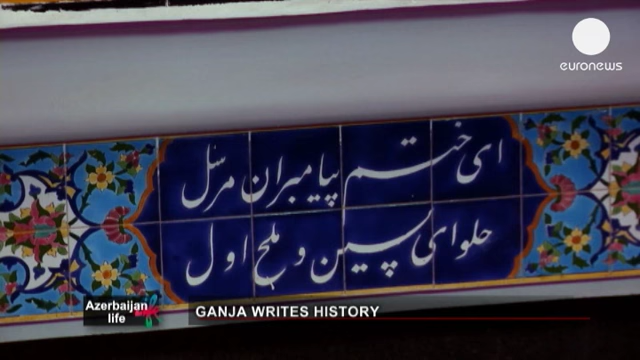 euronews
ای ختم پیامبران مرسل
حلوای پسین و ملح اول
Azerbaijan
life
GANJA WRITES HISTORY